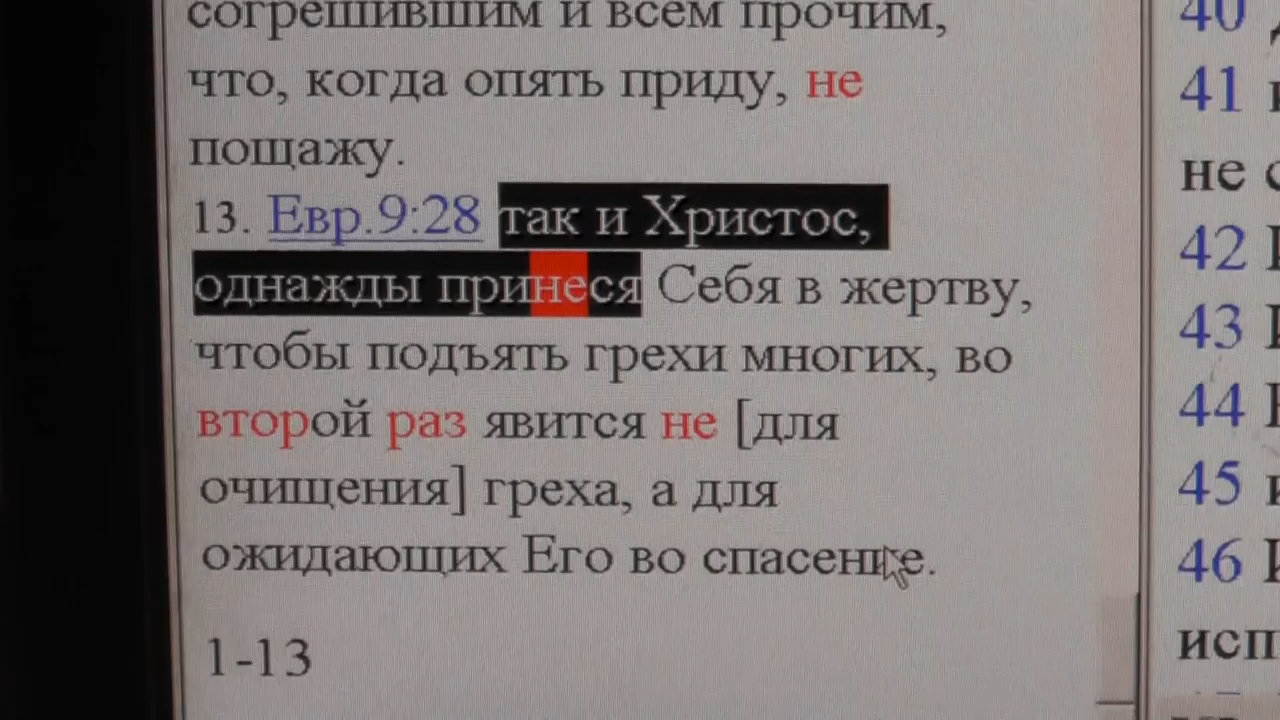 согрешившим и всем прочим,
что, когда опять приду, не
пощажу.
13. Евр.9:28 так и Христос,
однажды принеся Себя в жертву,
чтобы подъять грехи многих, во
второй раз явится не [для
очищения] греха, а для
ожидающих Его во спасение.
1-13
40
41
не
42
43
44
45
46
исп